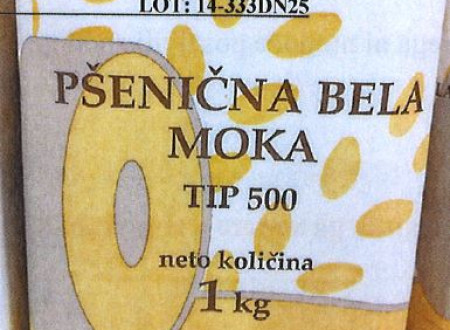 LOT: 14-333DN25
PŠENIČNA BELA
MOKA
TIP 500
neto količina
1 kg